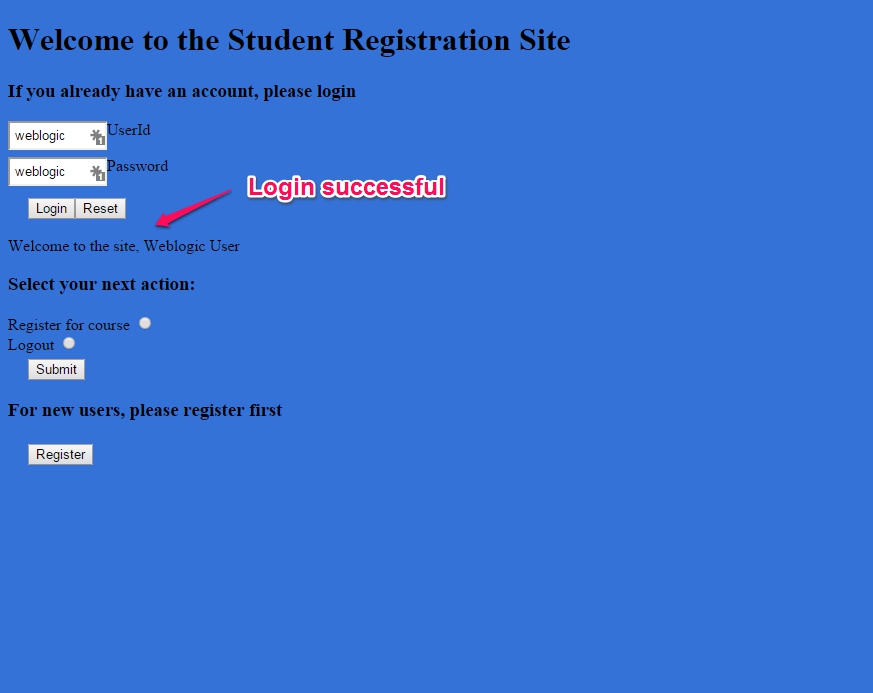 Welcome to the Student Registration Site
If you already have an account, please login
weblogic UserId
weblogic Password
Login successful
Login Reset
Welcome to the site, Weblogic User
Select your next action:
Register for course
Logout
Submit
For new users, please register first
Register